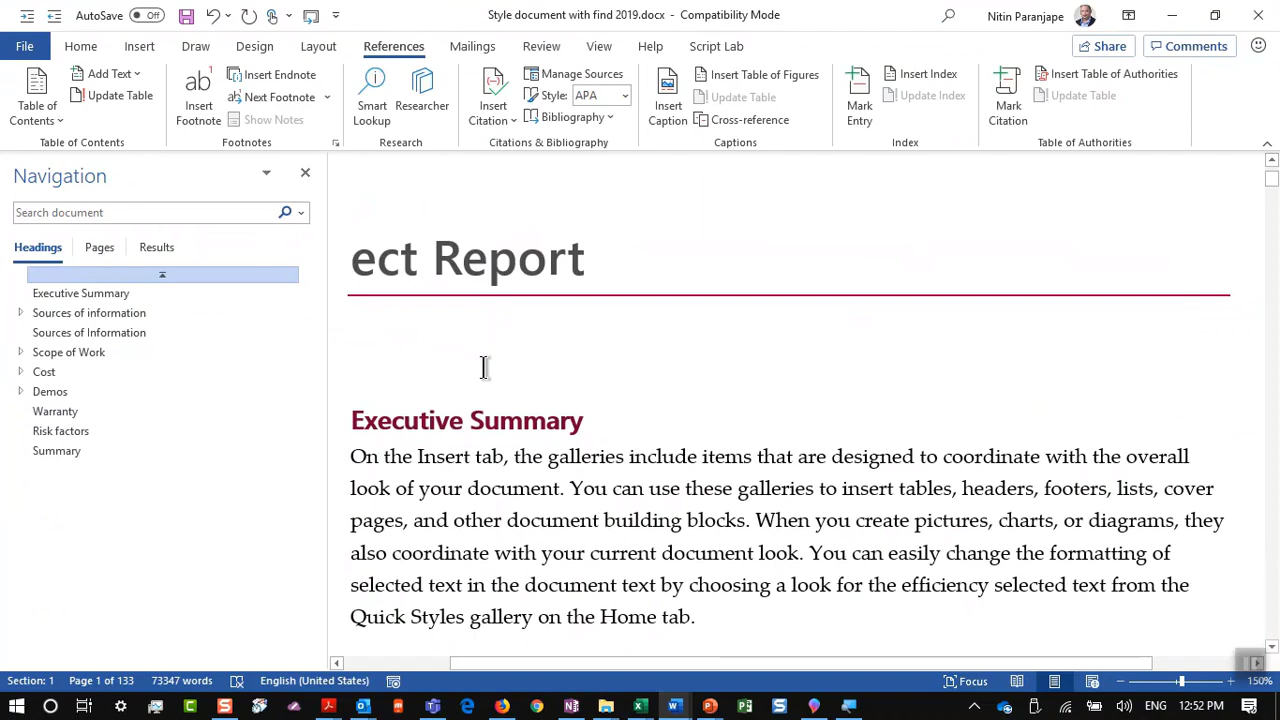 AutoSave Off Style document with find 2019.docx - Compatibility Mode Nitin Paranjape
File Home Insert Draw Design Layout References Mailings Review View Help Script Lab Share Comments
Table of Contents
Add Text
Update Table
Table of Contents
Insert Footnote
Insert Endnote
Next Footnote
Show Notes
Footnotes
Smart Lookup
Researcher
Research
Insert Citation
Manage Sources
Style: APA
Bibliography
Citations & Bibliography
Insert Caption
Insert Table of Figures
Update Table
Cross-reference
Captions
Mark Entry
Insert Index
Update Index
Index
Mark Citation
Insert Table of Authorities
Update Table
Table of Authorities
Navigation
Search document
Headings Pages Results
Executive Summary
Sources of information
Sources of Information
Scope of Work
Cost
Demos
Warranty
Risk factors
Summary
ect Report
Executive Summary
On the Insert tab, the galleries include items that are designed to coordinate with the overall
look of your document. You can use these galleries to insert tables, headers, footers, lists, cover
pages, and other document building blocks. When you create pictures, charts, or diagrams, they
also coordinate with your current document look. You can easily change the formatting of
selected text in the document text by choosing a look for the efficiency selected text from the
Quick Styles gallery on the Home tab.
Section: 1 Page 1 of 133 73347 words English (United States) Focus 150%
ENG 12:52 PM